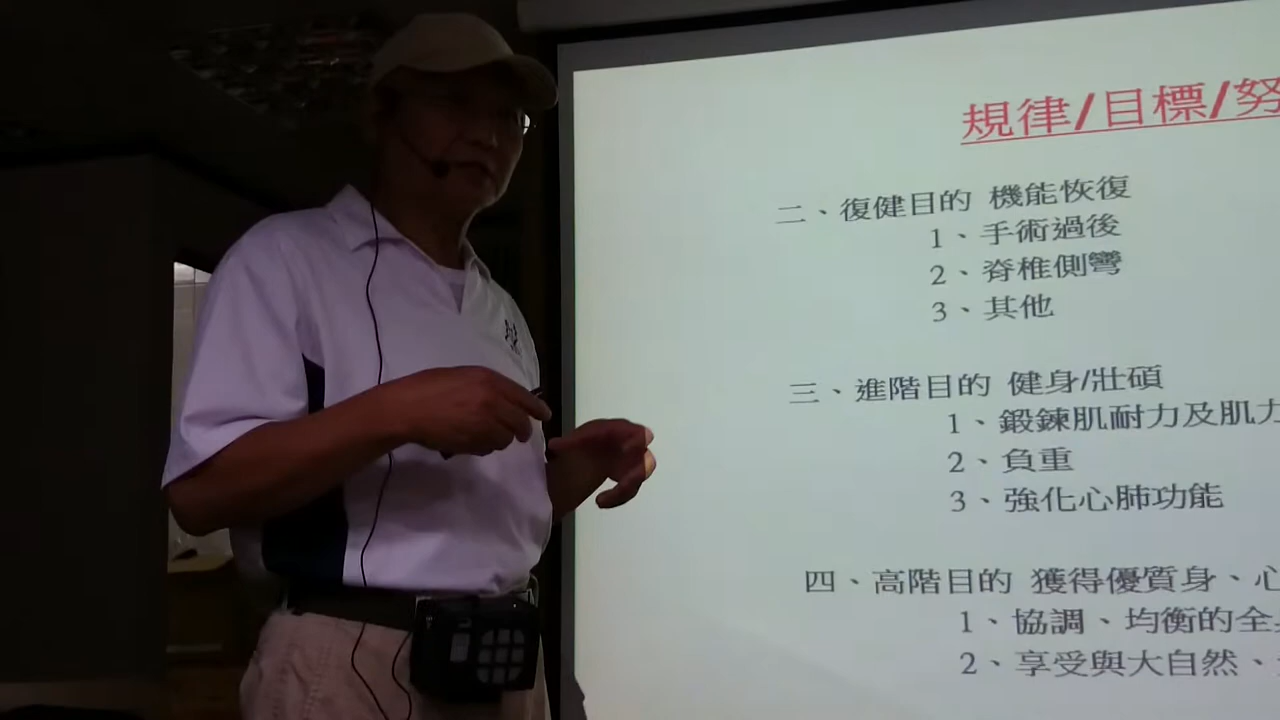 規律/目標/努
二、復健目的 機能恢復
1、手術過後
2、脊椎側彎
3、其他
三、進階目的 健身/壯碩
1、鍛鍊肌耐力及肌力
2、負重
3、強化心肺功能
四、高階目的 獲得優質身、心
1、協調、均衡的全
2、享受與大自然、